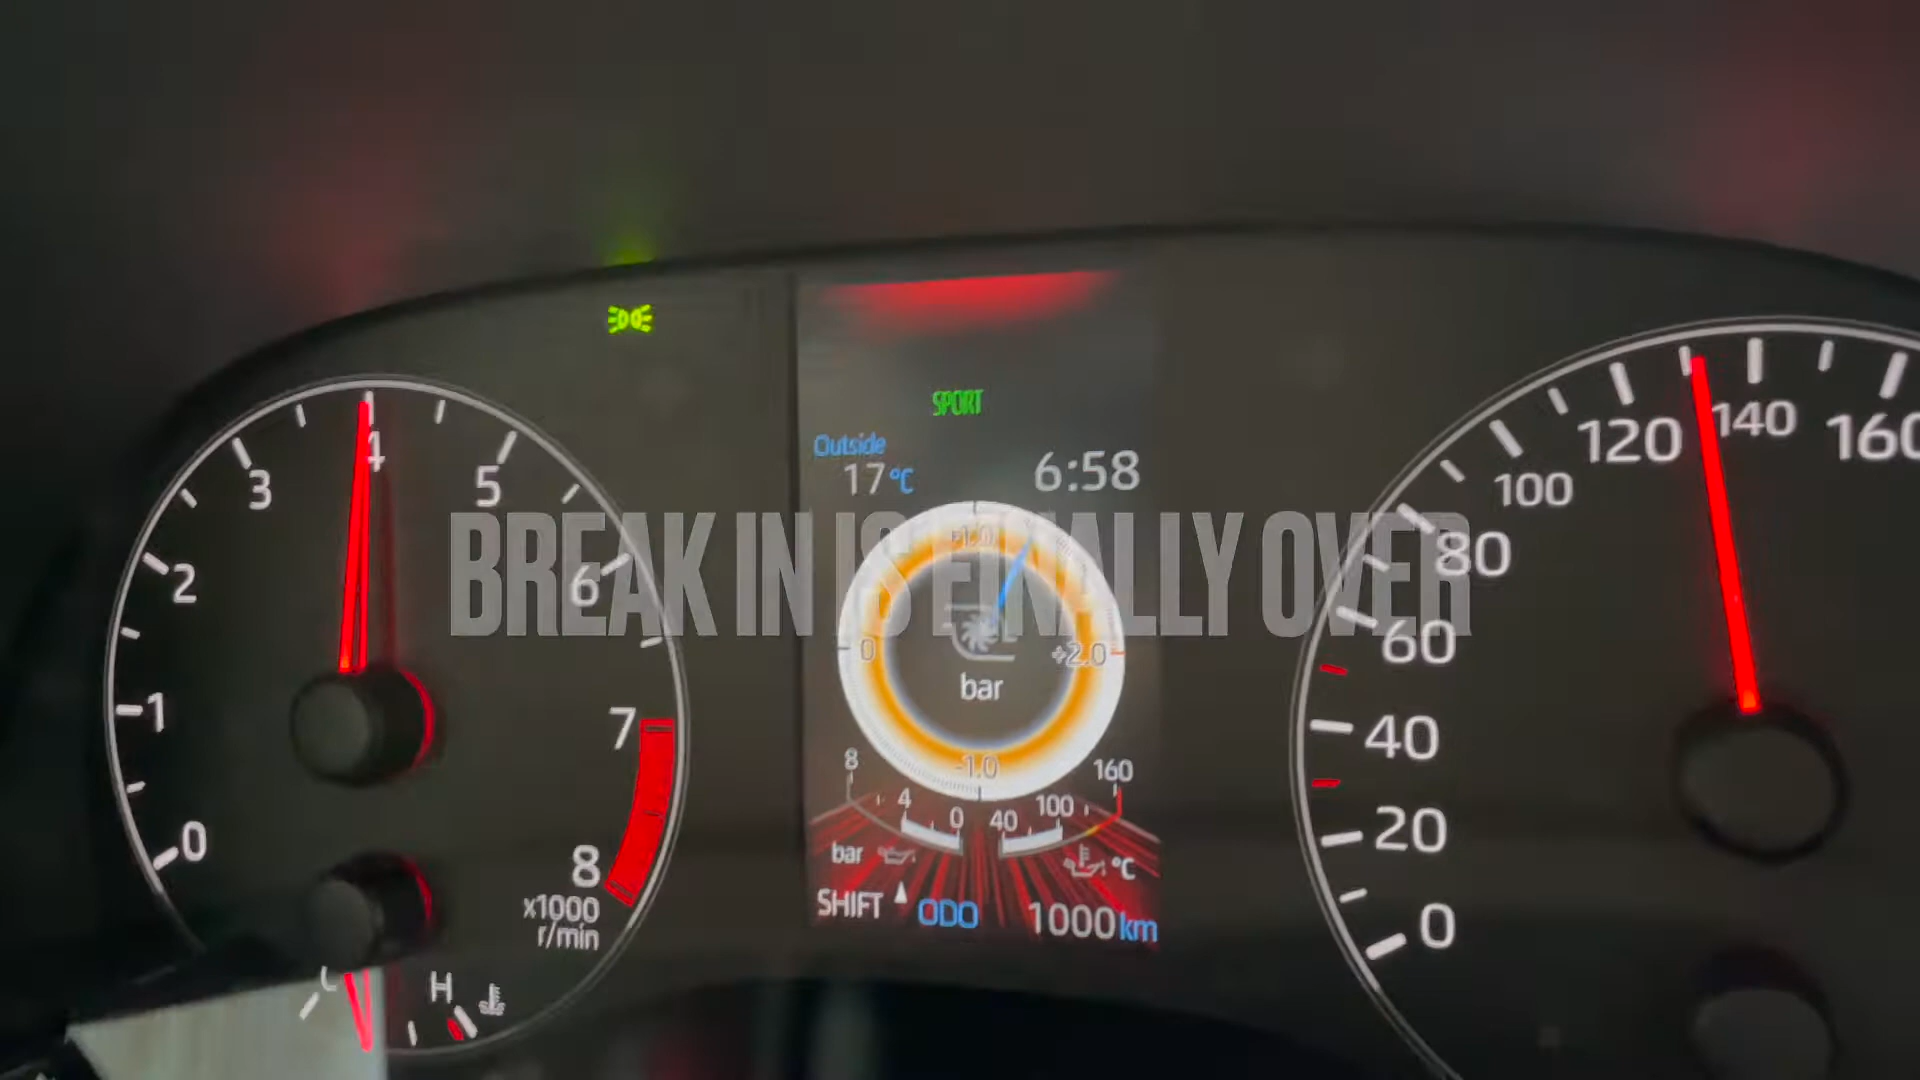 BREAK IN IS FINALLY OVER
0
1
2
3
4
5
6
7
8
x1000
r/min
H
SPORT
Outside
17°C
6:58
+1.0
0
+2.0
bar
-1.0
8
4
0
40
100
160
bar
°C
SHIFT
ODO
1000km
0
20
40
60
80
100
120
140
160